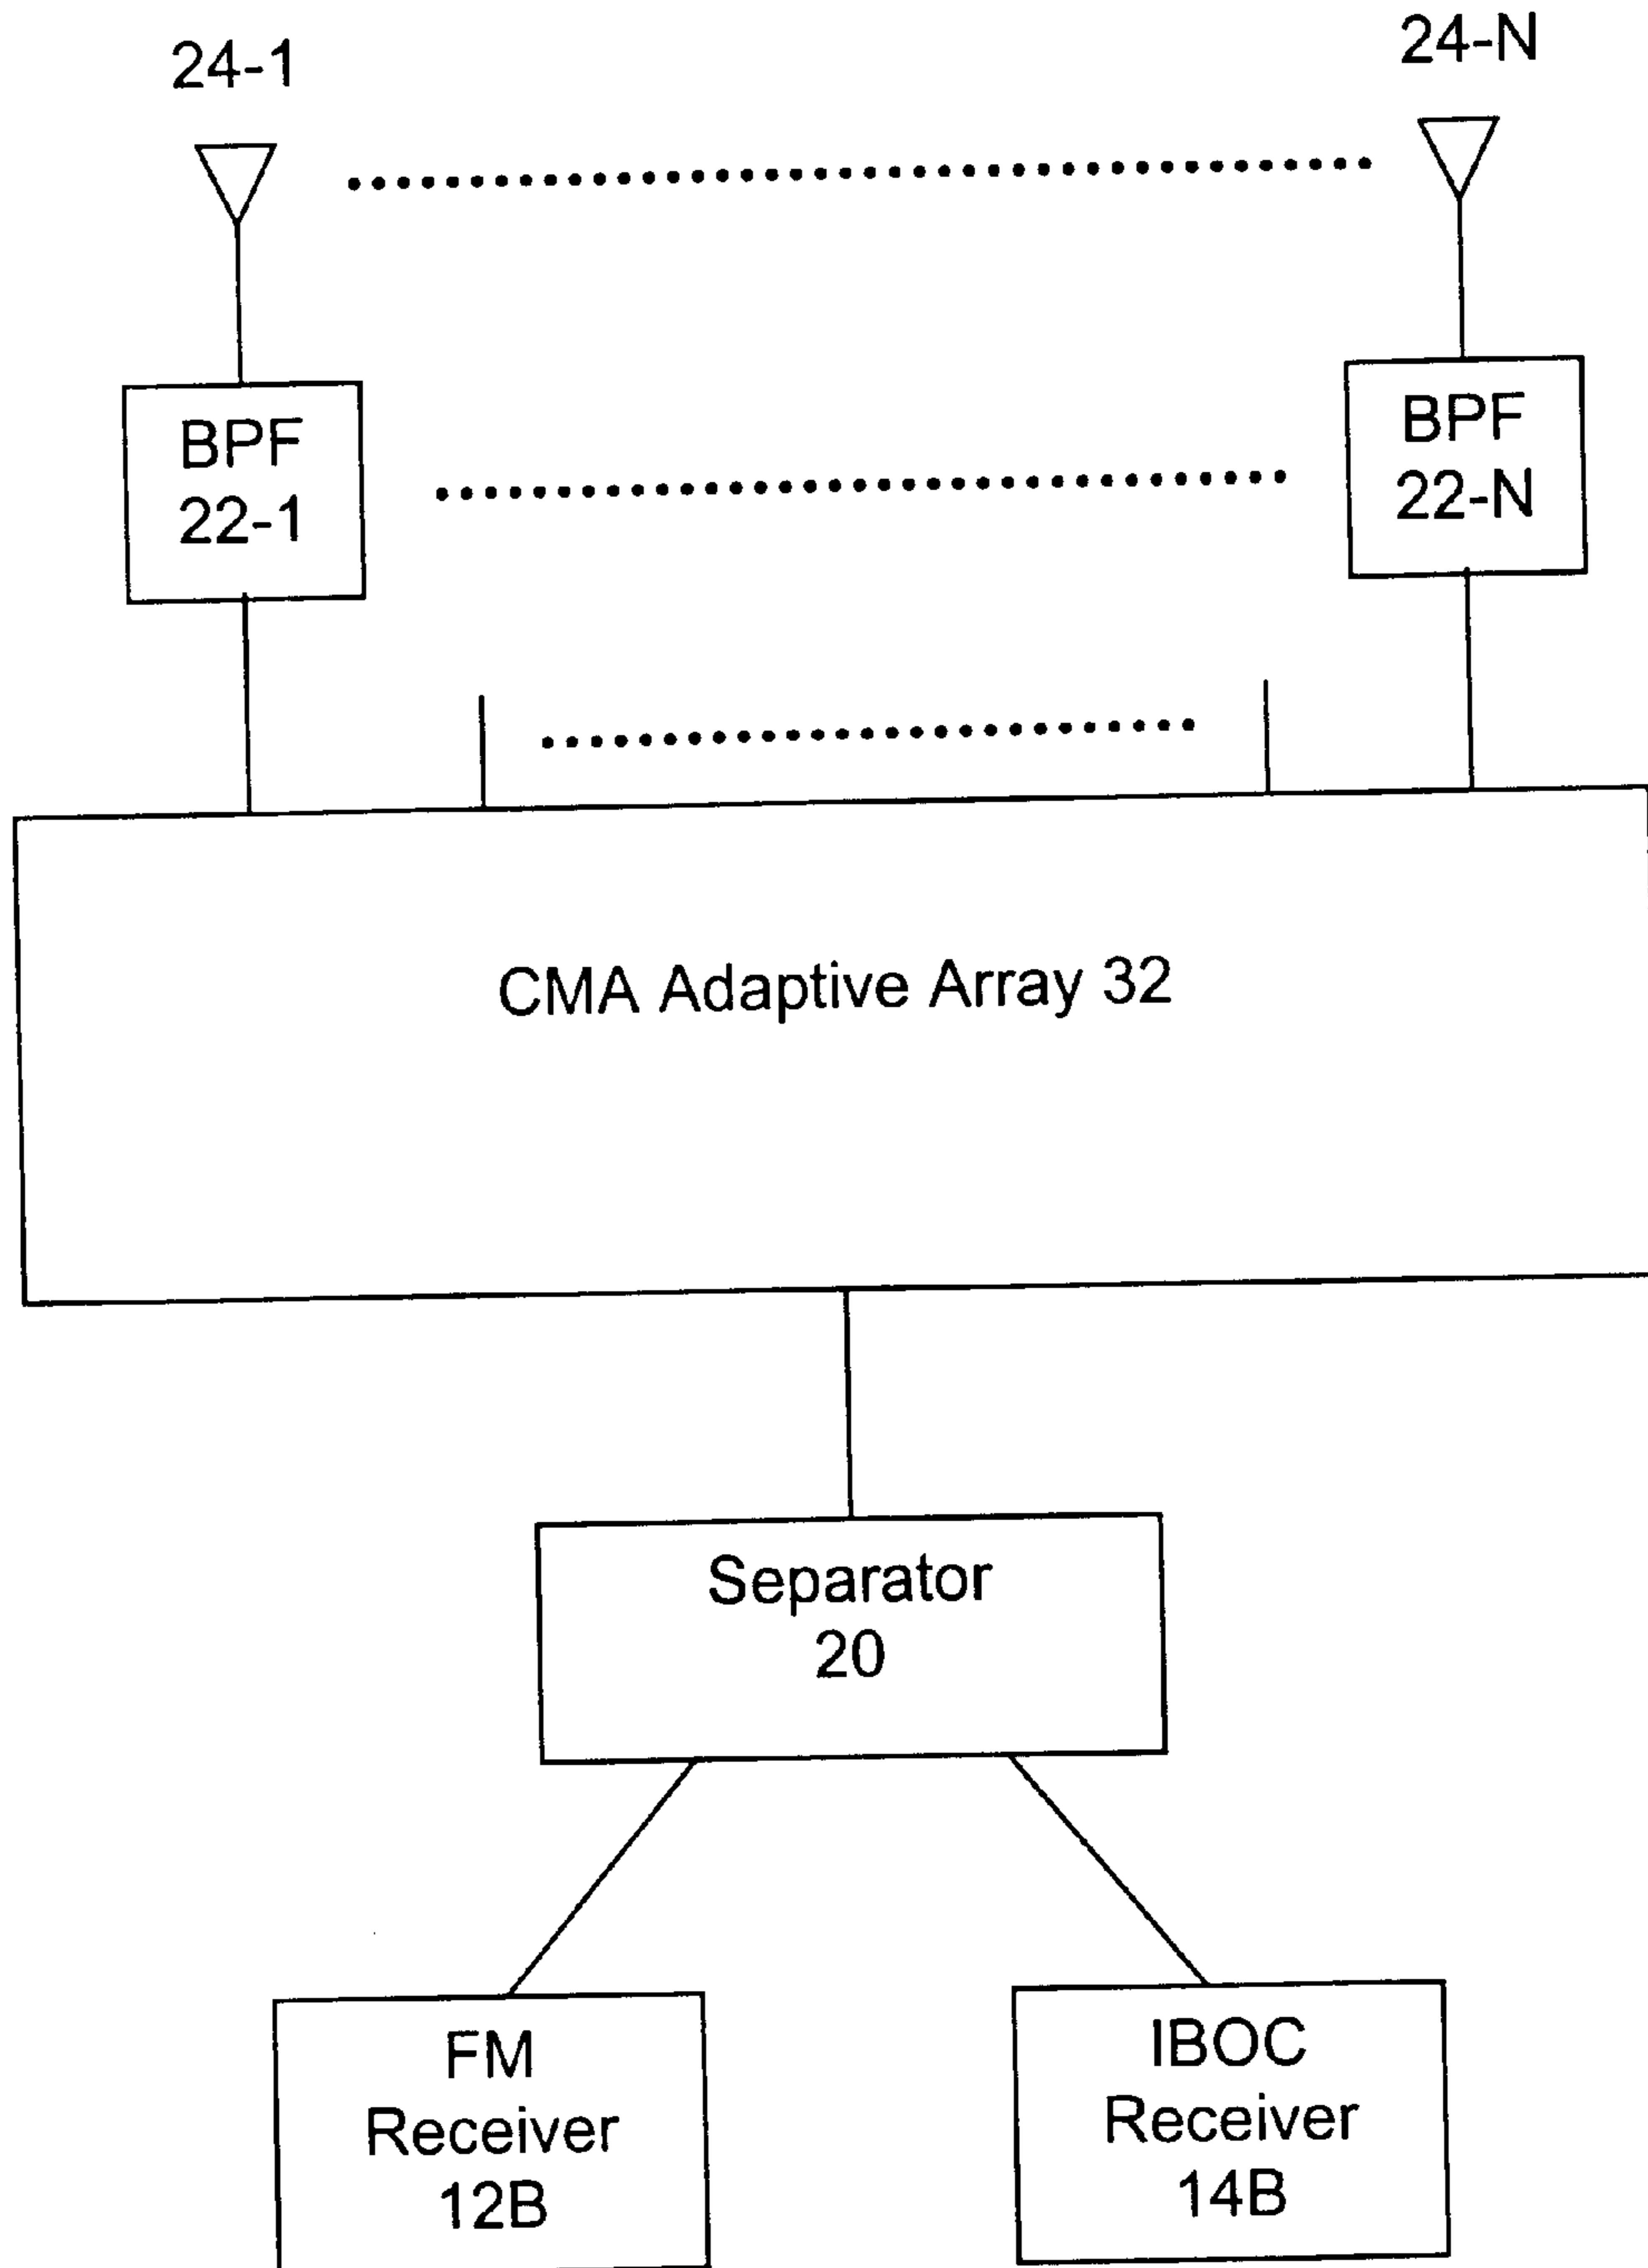 24-1
24-N
BPF
22-1
BPF
22-N
CMA Adaptive Array 32
Separator
20
FM
Receiver
12B
IBOC
Receiver
14B